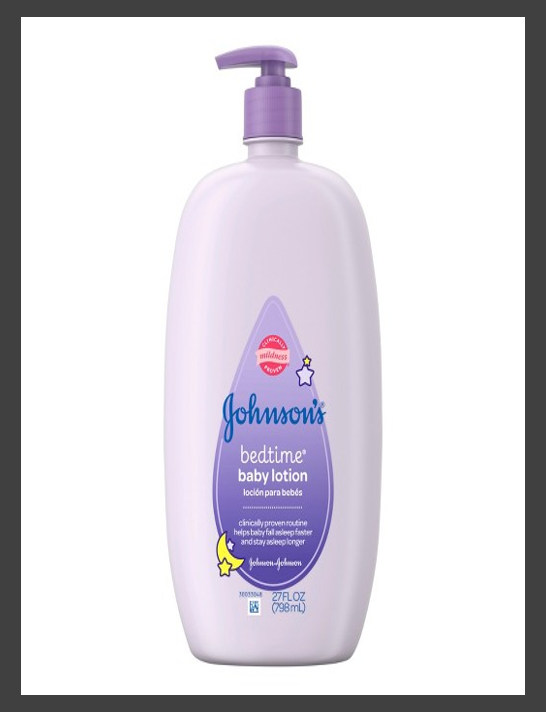 CLINICALLY
mildness
PROVEN
Johnson's®
bedtime®
baby lotion
loción para bebés
clinically proven routine
helps baby fall asleep faster
and stay asleep longer
Johnson & Johnson
30033048
27 FL OZ
(798 mL)